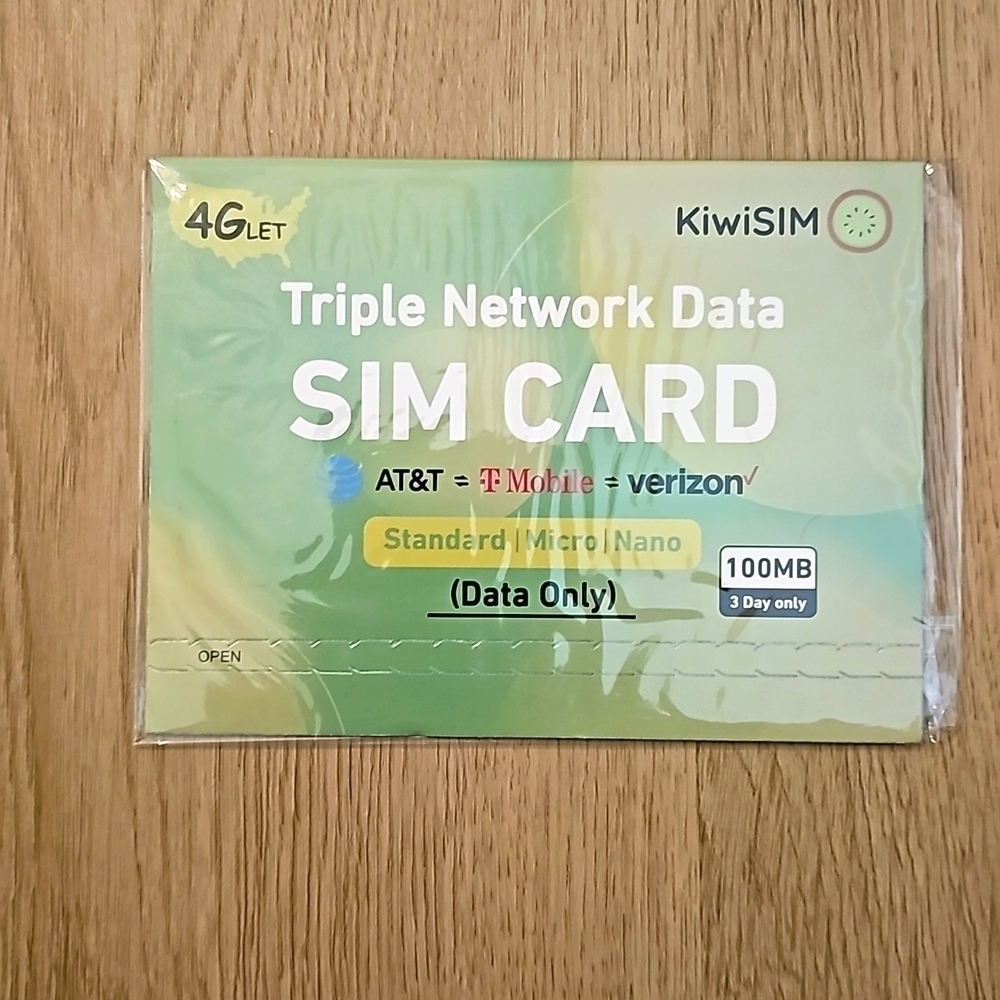 4GLET
KiwiSIM
Triple Network Data
SIM CARD
AT&T = T Mobile = verizon✓
Standard | Micro | Nano
(Data Only)
100MB
3 Day only
OPEN